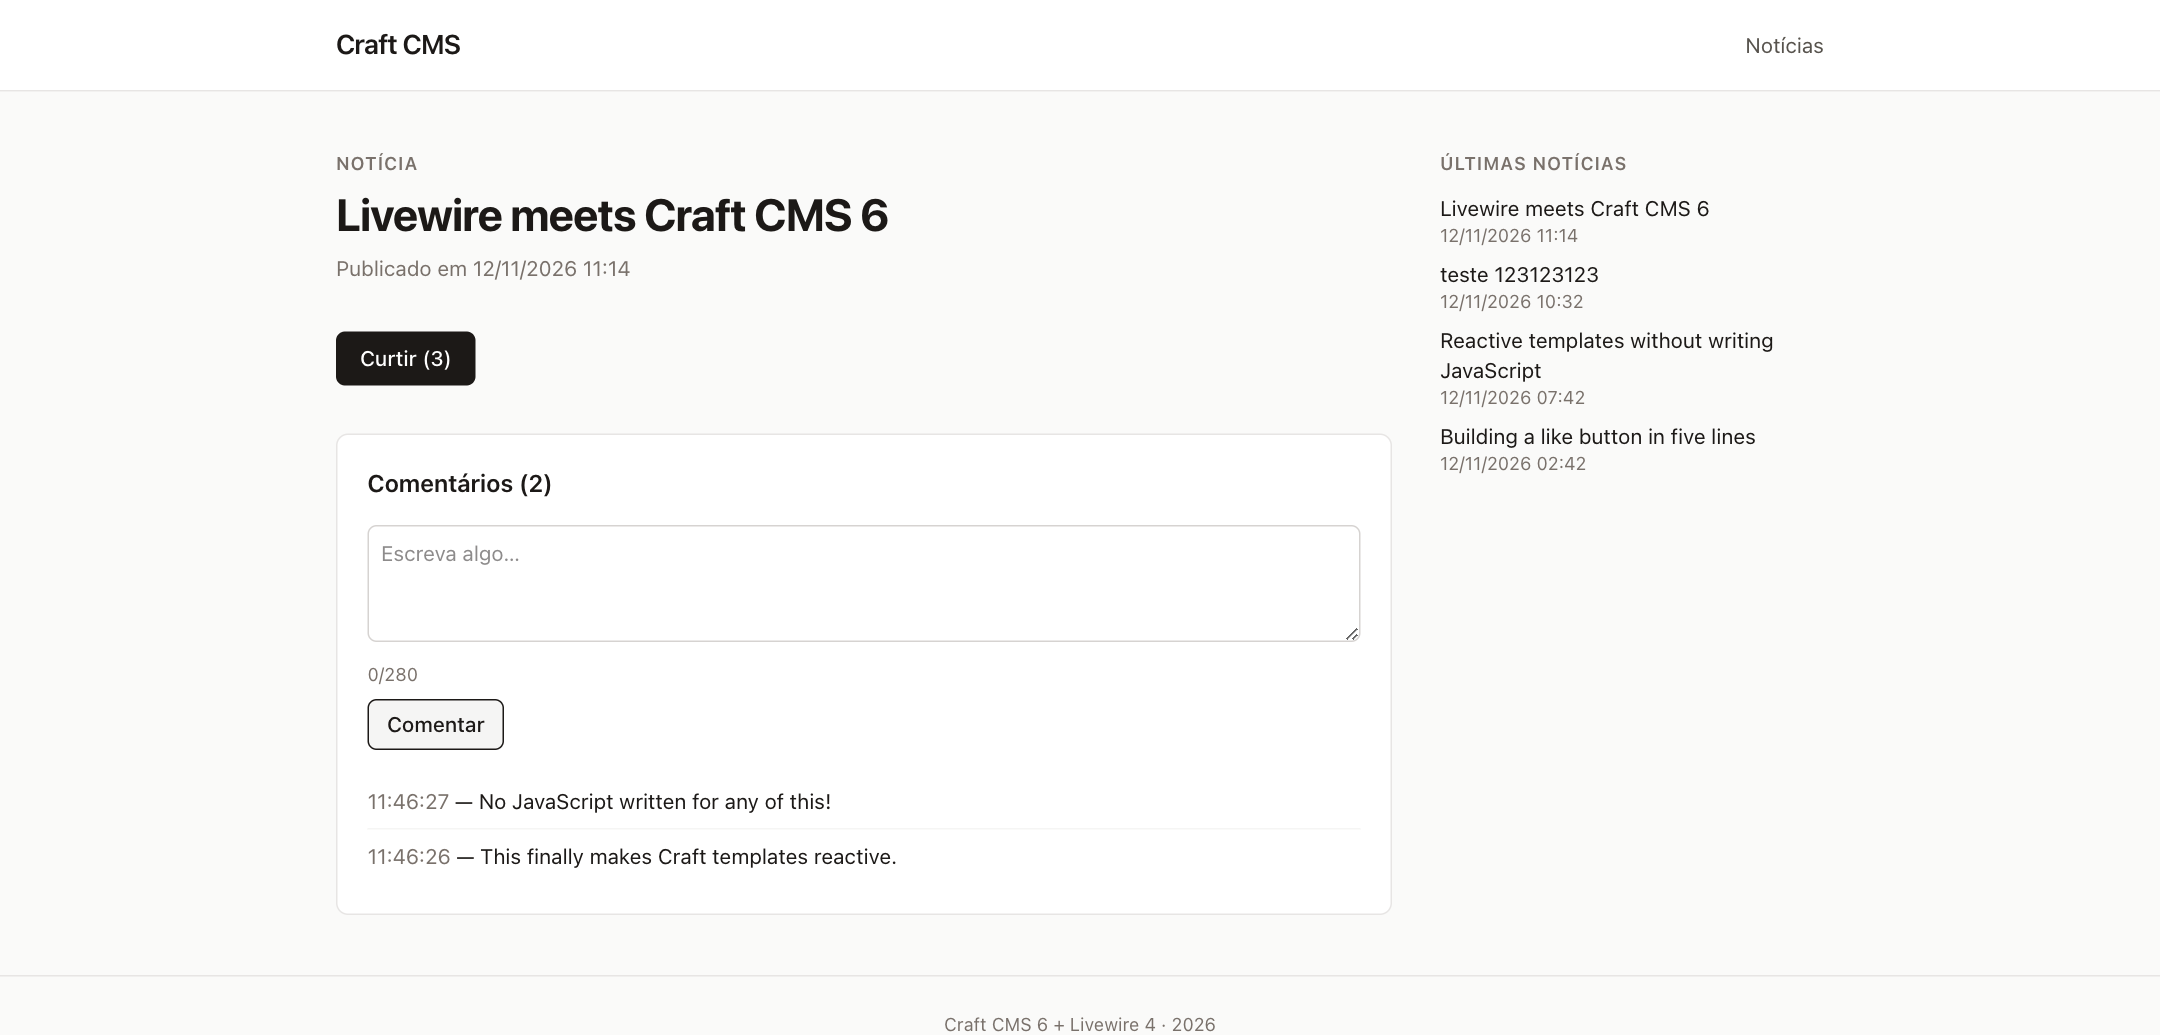 Craft CMS
Notícias
NOTÍCIA
Livewire meets Craft CMS 6
Publicado em 12/11/2026 11:14
Curtir (3)
Comentários (2)
Escreva algo...
0/280
Comentar
11:46:27 — No JavaScript written for any of this!
11:46:26 — This finally makes Craft templates reactive.
ÚLTIMAS NOTÍCIAS
Livewire meets Craft CMS 6
12/11/2026 11:14
teste 123123123
12/11/2026 10:32
Reactive templates without writing
JavaScript
12/11/2026 07:42
Building a like button in five lines
12/11/2026 02:42
Craft CMS 6 + Livewire 4 · 2026